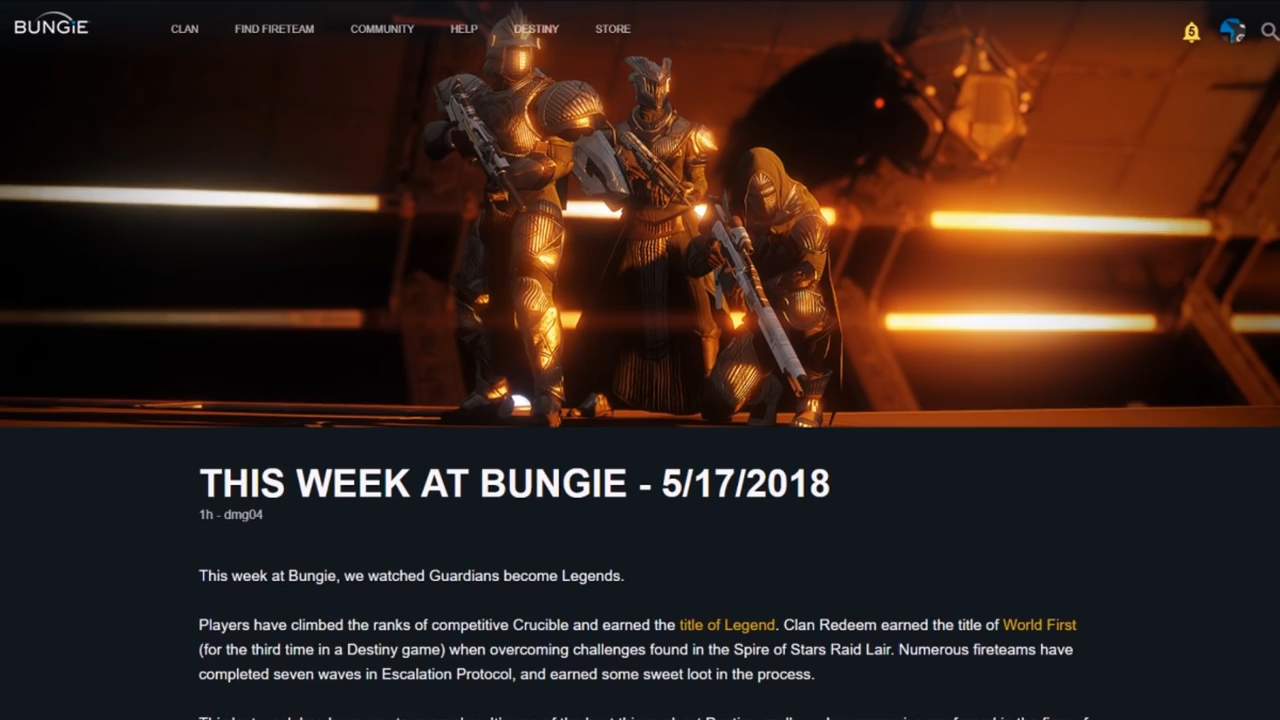 BUNGiE
CLAN FIND FIRETEAM COMMUNITY HELP DESTINY STORE
5
THIS WEEK AT BUNGIE - 5/17/2018
1h - dmg04
This week at Bungie, we watched Guardians become Legends.
Players have climbed the ranks of competitive Crucible and earned the title of Legend. Clan Redeem earned the title of World First
(for the third time in a Destiny game) when overcoming challenges found in the Spire of Stars Raid Lair. Numerous fireteams have
completed seven waves in Escalation Protocol, and earned some sweet loot in the process.